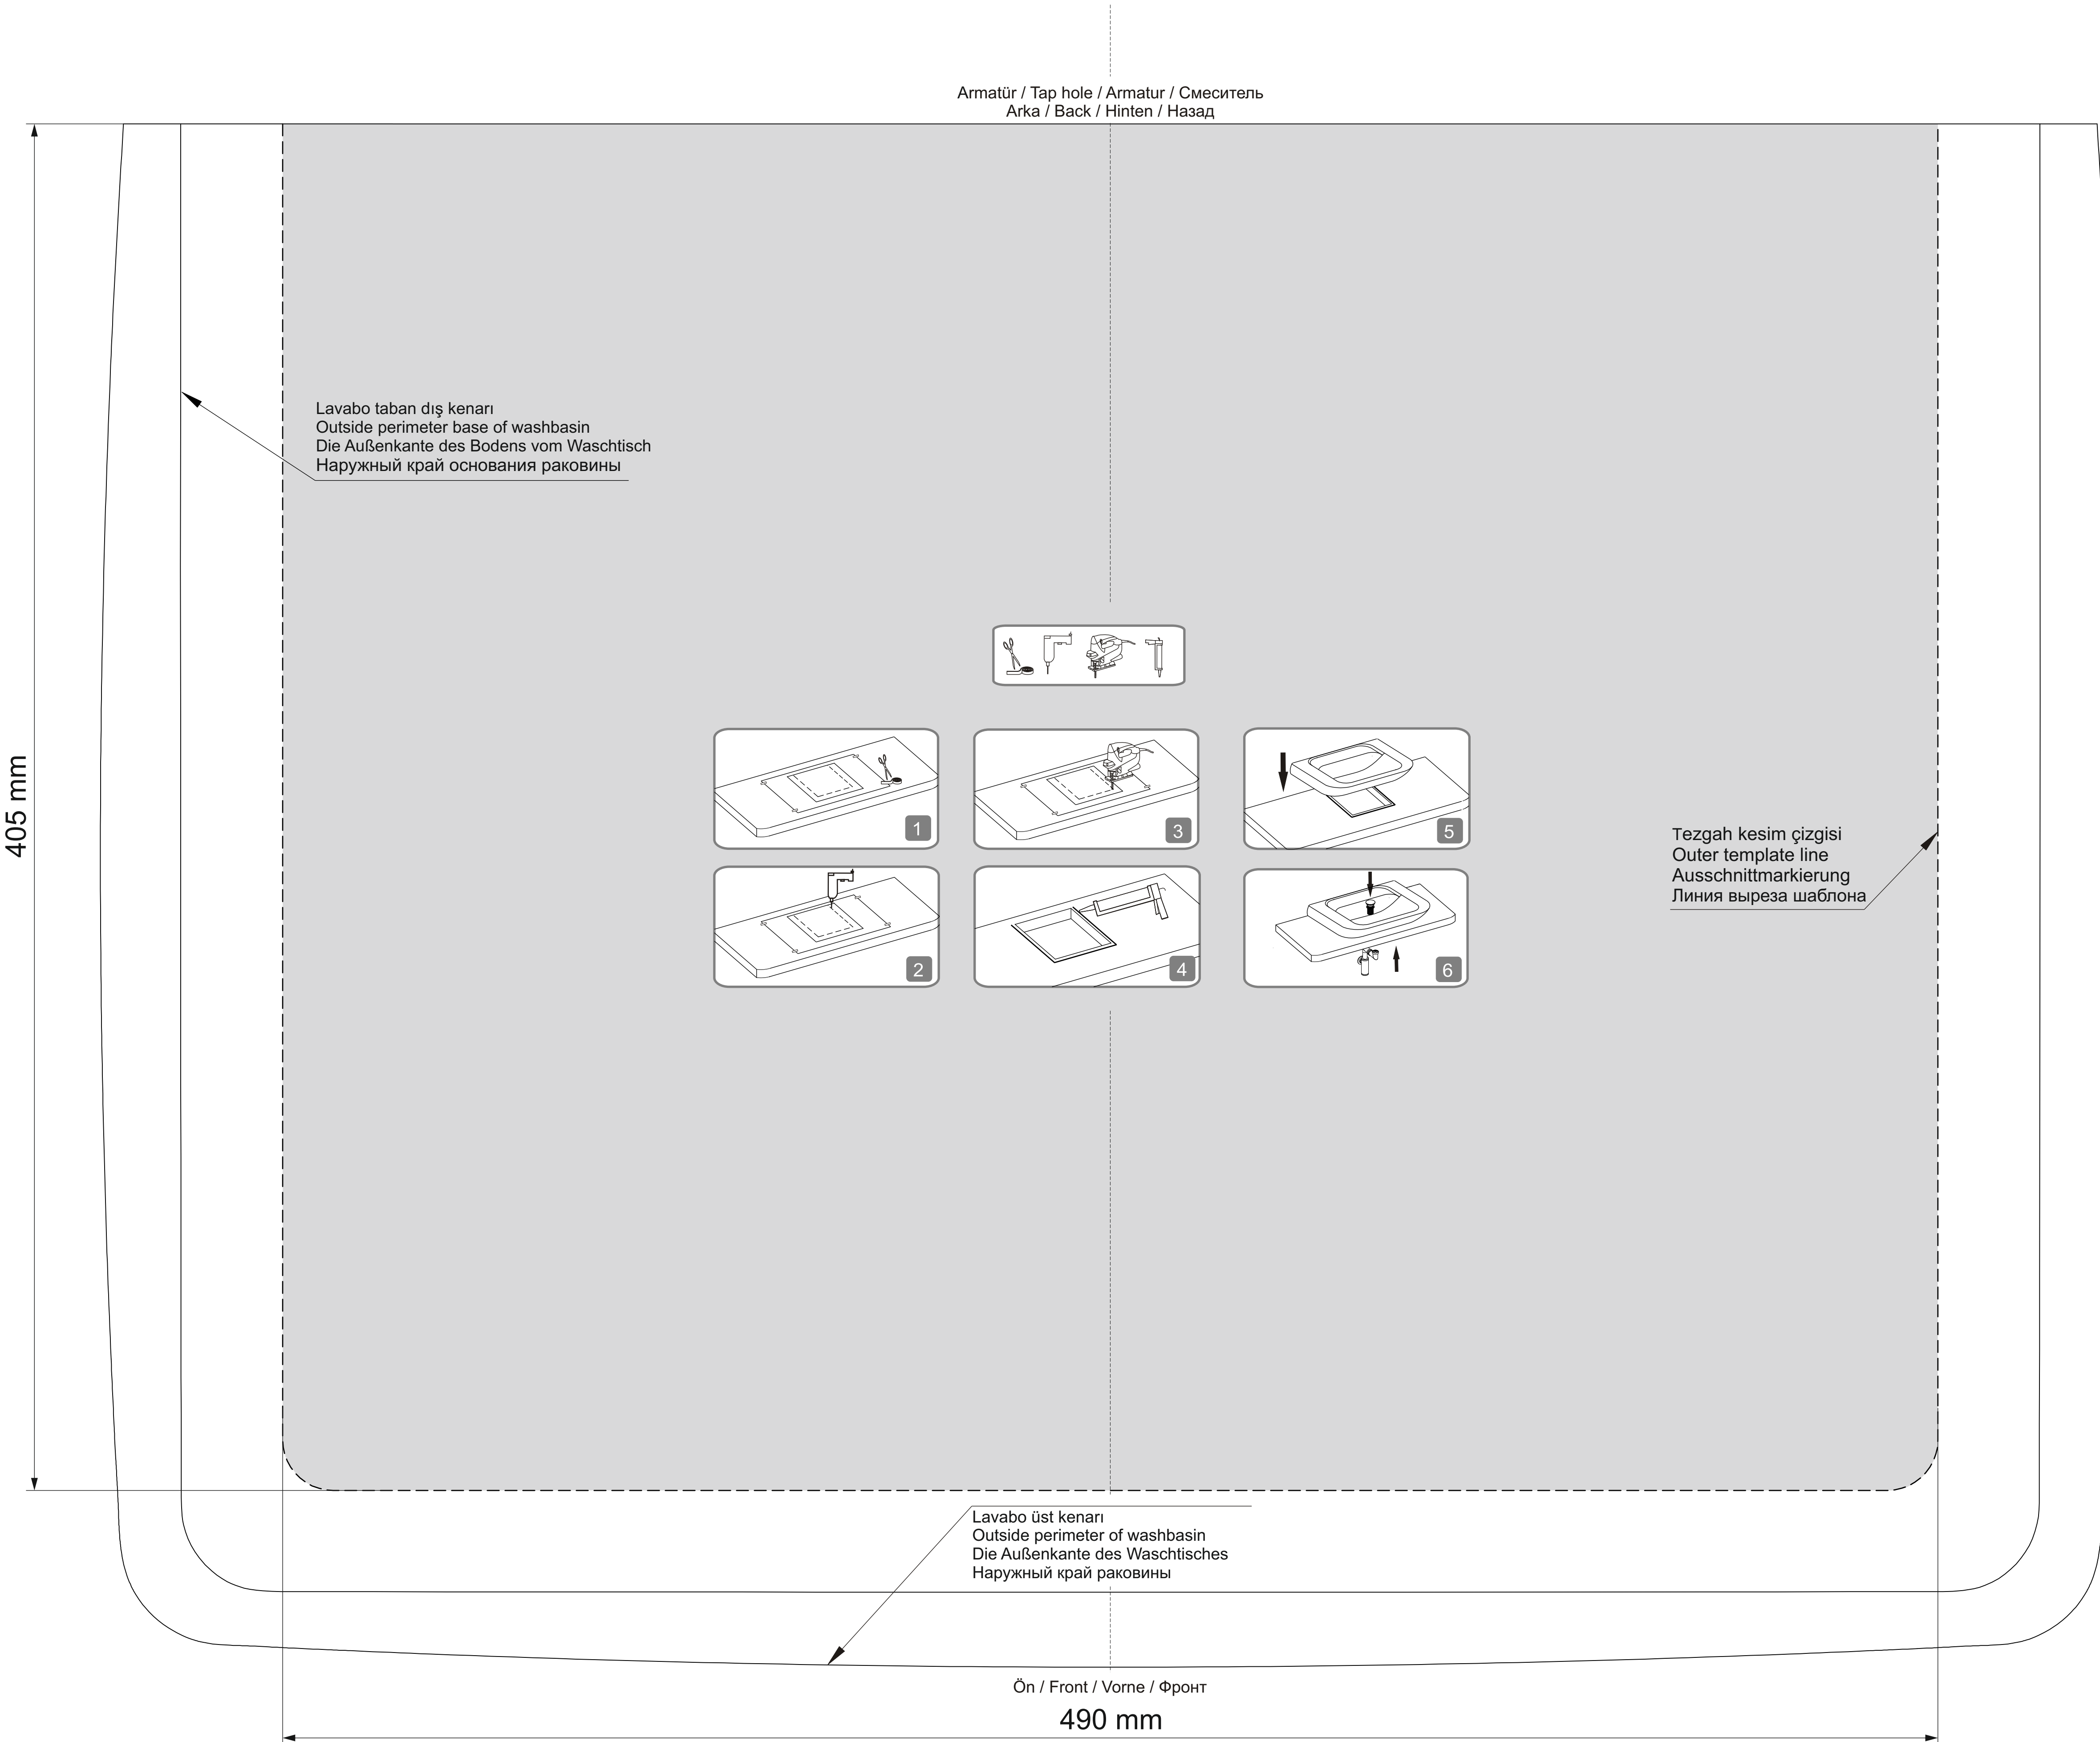 Armatür / Tap hole / Armatur / Смеситель
Arka / Back / Hinten / Назад
Lavabo taban dış kenarı
Outside perimeter base of washbasin
Die Außenkante des Bodens vom Waschtisch
Наружный край основания раковины
405 mm
1
3
5
2
4
6
Tezgah kesim çizgisi
Outer template line
Ausschnittmarkierung
Линия выреза шаблона
Lavabo üst kenarı
Outside perimeter of washbasin
Die Außenkante des Waschtisches
Наружный край раковины
Ön / Front / Vorne / Фронт
490 mm